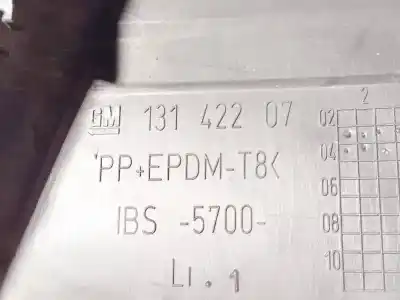 GM 131 422 07
'PP+EPDM-T8<
IBS -5700-
LI.1
2
02
04
06
08
10